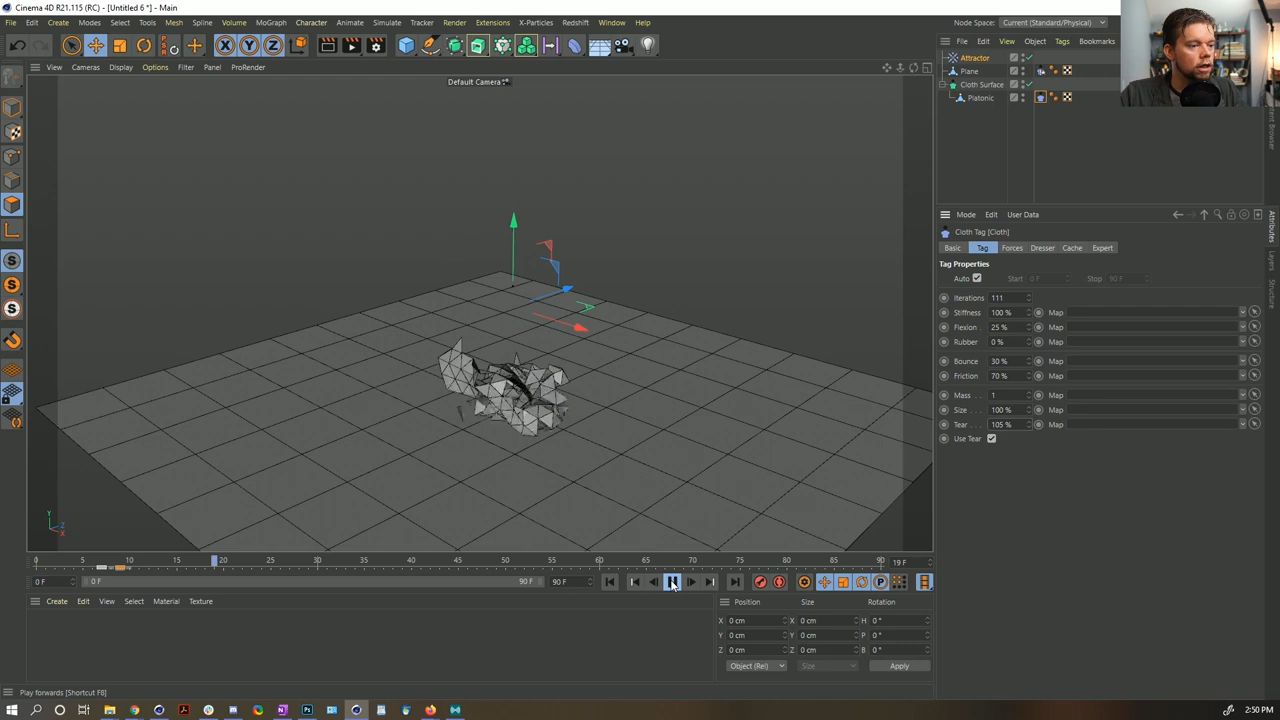 Cinema 4D R21.115 (RC) - [Untitled 6 *] - Main
File Edit Create Modes Select Tools Mesh Spline Volume MoGraph Character Animate Simulate Tracker Render Extensions X-Particles Redshift Window Help
Node Space: Current (Standard/Physical)
File Edit View Object Tags Bookmarks
View Cameras Display Options Filter Panel ProRender
Default Camera
Attractor
Plane
Cloth Surface
Platonic
Mode Edit User Data
Cloth Tag [Cloth]
Basic Tag Forces Dresser Cache Expert
Tag Properties
Auto Start 0 F Stop 90 F
Iterations 111
Stiffness 100 % Map
Flexion 25 % Map
Rubber 0 % Map
Bounce 30 % Map
Friction 70 % Map
Mass 1 Map
Size 100 % Map
Tear 105 % Map
Use Tear
Attributes
Layers
Structure
X Y Z
PSR
0 5 10 15 20 25 30 35 40 45 50 55 60 65 70 75 80 85 90 19 F
0 F 0 F 90 F 90 F
Create Edit View Select Material Texture
Position Size Rotation
X 0 cm X 0 cm H 0 °
Y 0 cm Y 0 cm P 0 °
Z 0 cm Z 0 cm B 0 °
Object (Rel) Size Apply
Play forwards [Shortcut F8]
2:50 PM